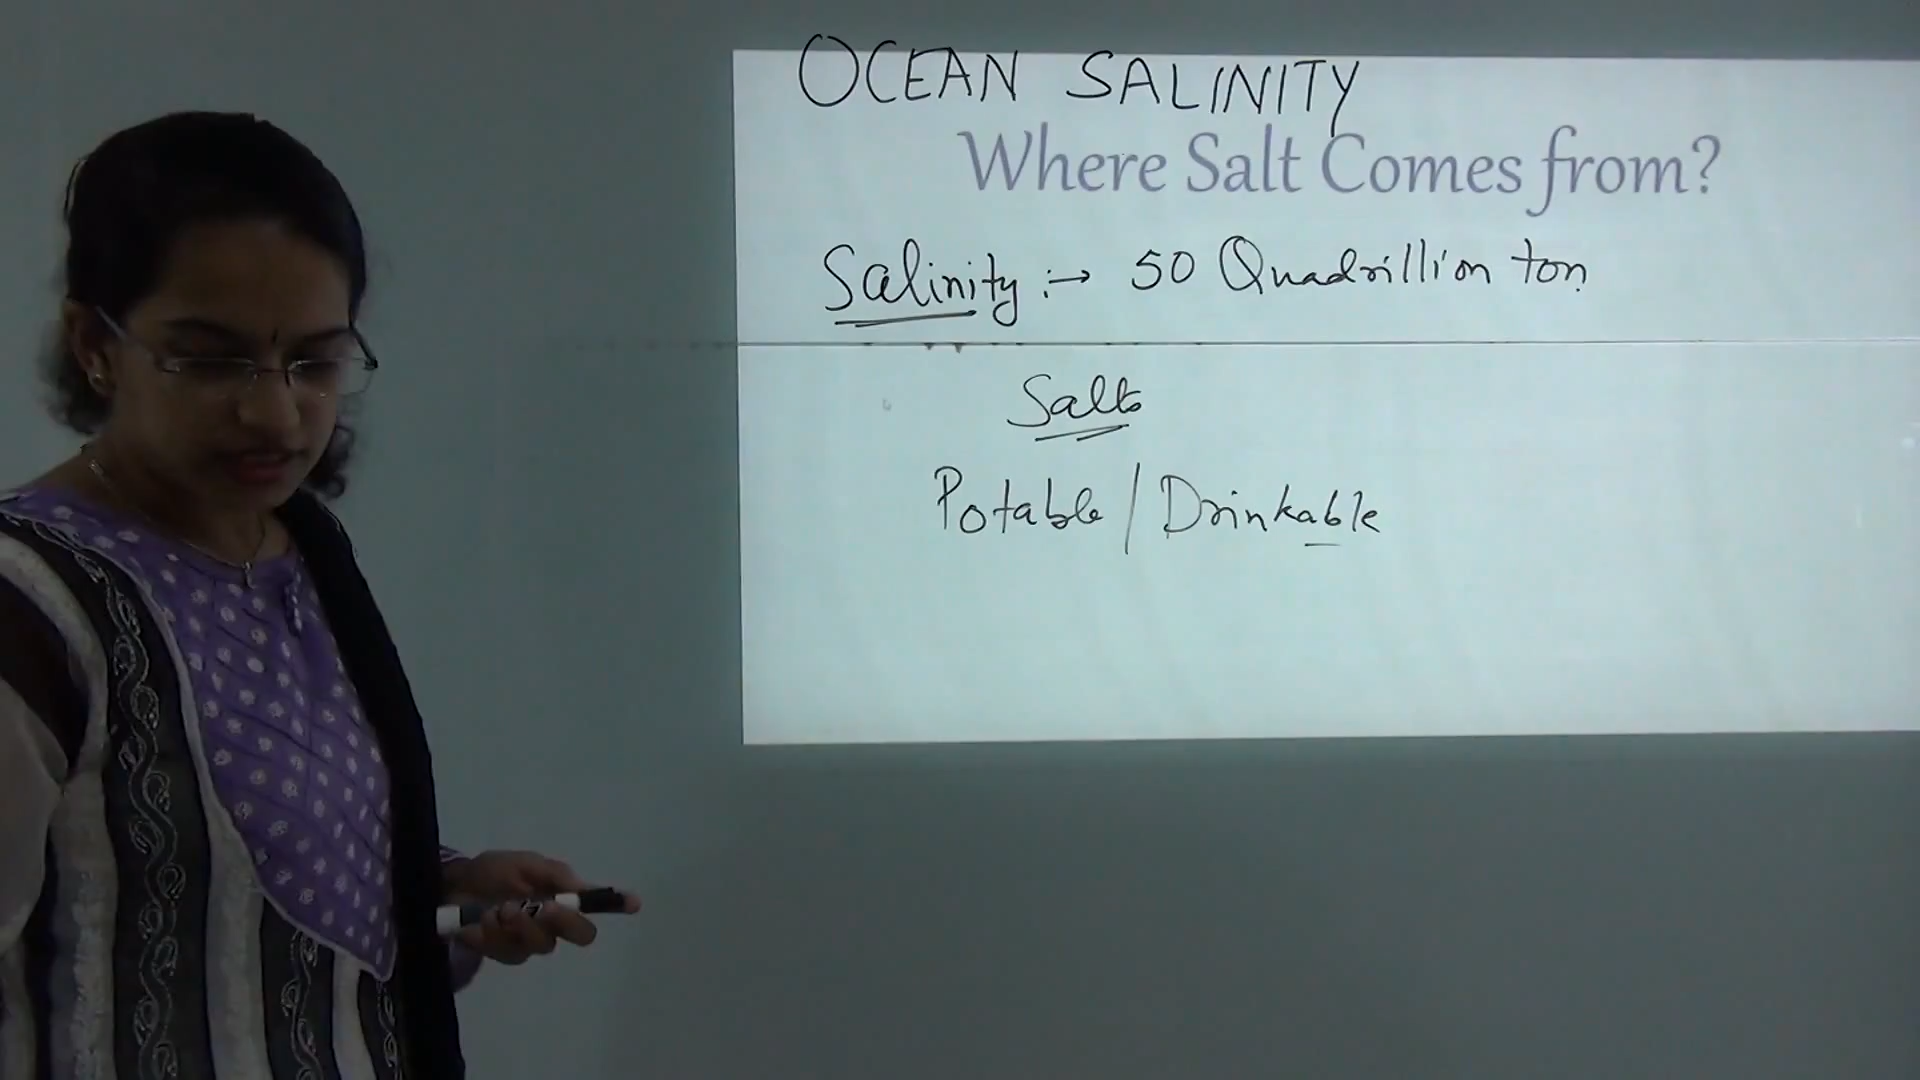 OCEAN SALINITY
Where Salt Comes from?
Salinity :→ 50 Quadrillion ton
Salts
Potable / Drinkable